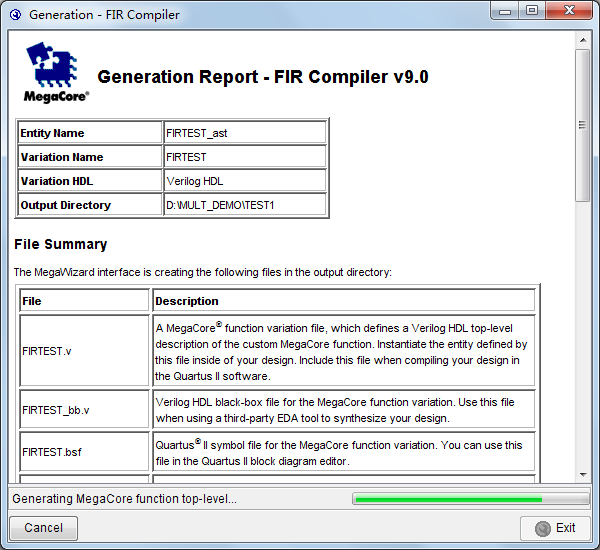 Generation - FIR Compiler
MegaCore®
Generation Report - FIR Compiler v9.0
Entity Name FIRTEST_ast
Variation Name FIRTEST
Variation HDL Verilog HDL
Output Directory D:\MULT_DEMO\TEST1
File Summary
The MegaWizard interface is creating the following files in the output directory:
File Description
FIRTEST.v
A MegaCore® function variation file, which defines a Verilog HDL top-level
description of the custom MegaCore function. Instantiate the entity defined by
this file inside of your design. Include this file when compiling your design in
the Quartus II software.
FIRTEST_bb.v
Verilog HDL black-box file for the MegaCore function variation. Use this file
when using a third-party EDA tool to synthesize your design.
FIRTEST.bsf
Quartus® II symbol file for the MegaCore function variation. You can use this
file in the Quartus II block diagram editor.
Generating MegaCore function top-level...
Cancel Exit